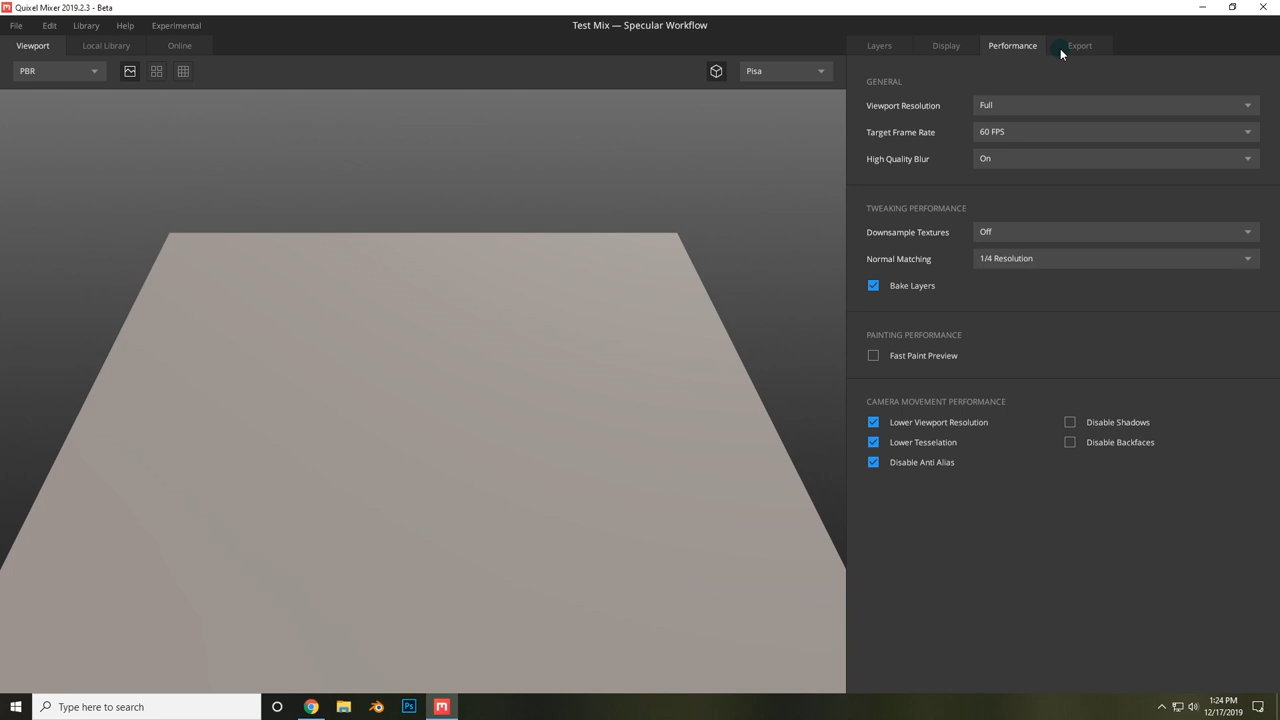 Quixel Mixer 2019.2.3 - Beta
File Edit Library Help Experimental
Test Mix — Specular Workflow
Viewport Local Library Online
Layers Display Performance Export
PBR
Pisa
GENERAL
Viewport Resolution Full
Target Frame Rate 60 FPS
High Quality Blur On
TWEAKING PERFORMANCE
Downsample Textures Off
Normal Matching 1/4 Resolution
Bake Layers
PAINTING PERFORMANCE
Fast Paint Preview
CAMERA MOVEMENT PERFORMANCE
Lower Viewport Resolution Disable Shadows
Lower Tesselation Disable Backfaces
Disable Anti Alias
Type here to search
Ps
1:24 PM
12/17/2019